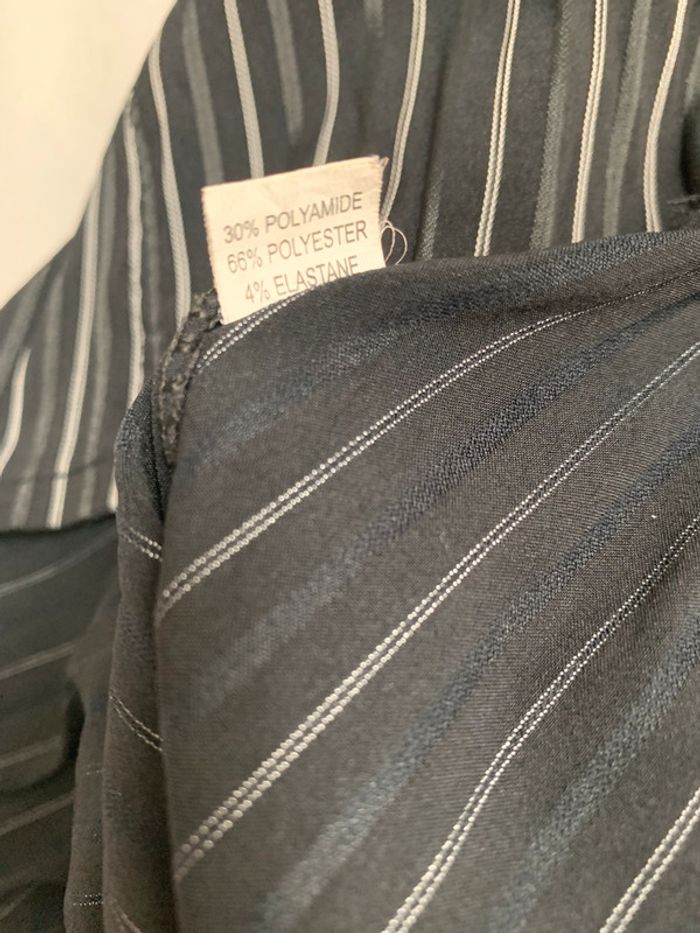 30% POLYAMIDE
66% POLYESTER
4% ELASTANE